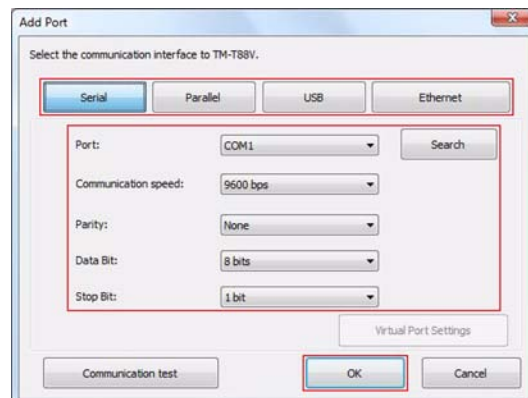 Add Port
Select the communication interface to TM-T88V.
Serial Parallel USB Ethernet
Port: COM1 Search
Communication speed: 9600 bps
Parity: None
Data Bit: 8 bits
Stop Bit: 1 bit
Virtual Port Settings
Communication test OK Cancel